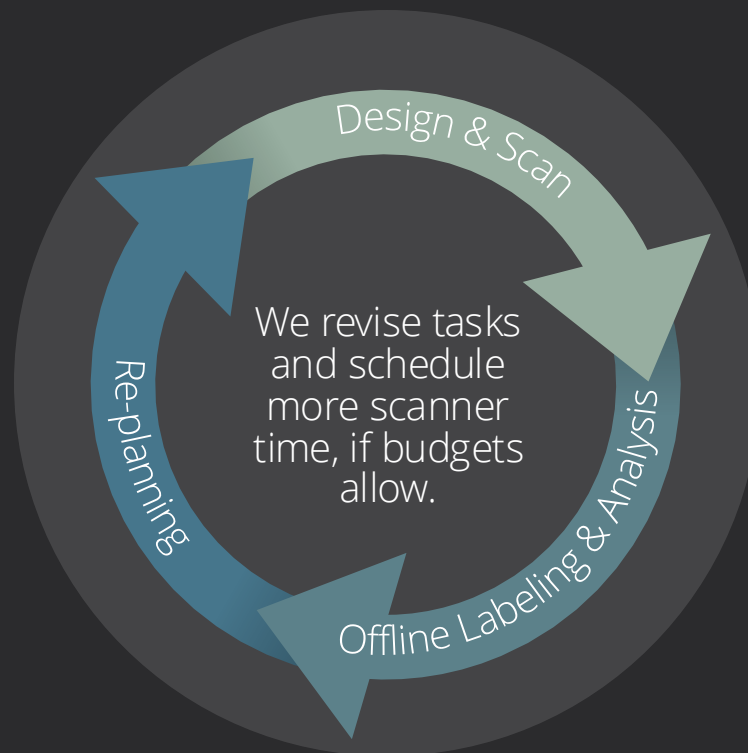 Design & Scan
We revise tasks
and schedule
more scanner
time, if budgets
allow.
Offline Labeling & Analysis
Re-planning